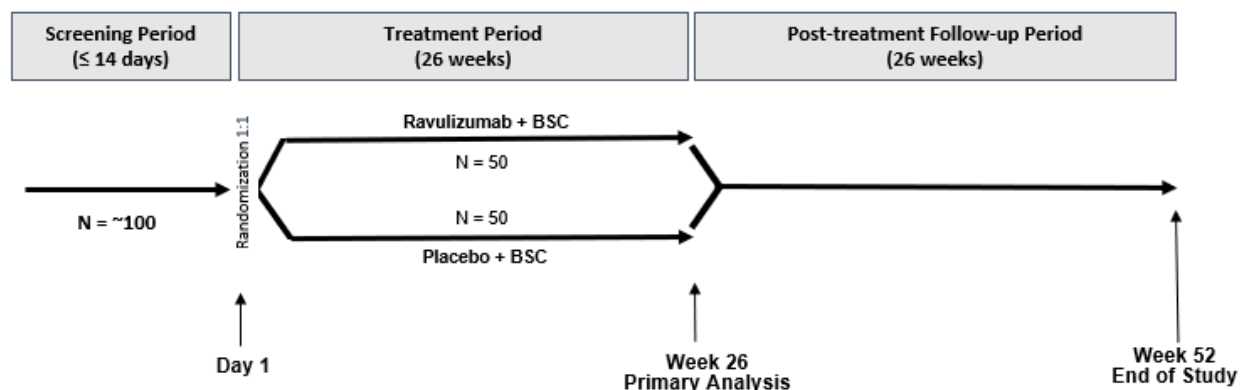 Screening Period
(≤ 14 days)
Treatment Period
(26 weeks)
Post-treatment Follow-up Period
(26 weeks)
Randomization 1:1
Ravulizumab + BSC
N = 50
N = ~100
N = 50
Placebo + BSC
Day 1
Week 26
Primary Analysis
Week 52
End of Study